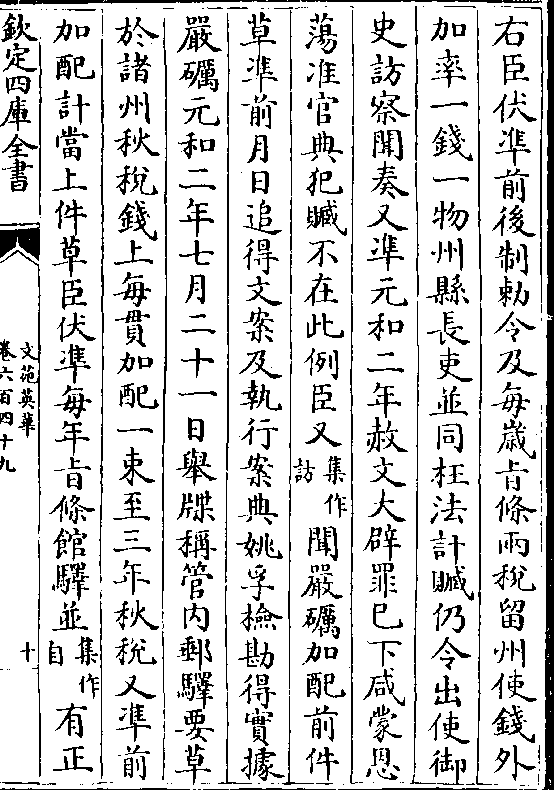 右臣伏準前後制勅令及每歲㫖條兩稅留州使錢外
加率一錢一物州縣長吏並同枉法計贓仍令出使御
史訪察聞奏又準元和二年赦文大辟罪已下咸蒙恩
蕩准官典犯贓不在此例臣又集作訪聞嚴礪加配前件
草準前月日追得文案及執行案典姚孚檢勘得實據
嚴礪元和二年七月二十一日舉牒稱管内郵驛要草
於諸州秋稅錢上每貫加配一束至三年秋稅又準前
加配計當上件草臣伏準每年㫖條館驛並集作自有正
欽定四庫全書
文苑英華
卷六百四十九
十